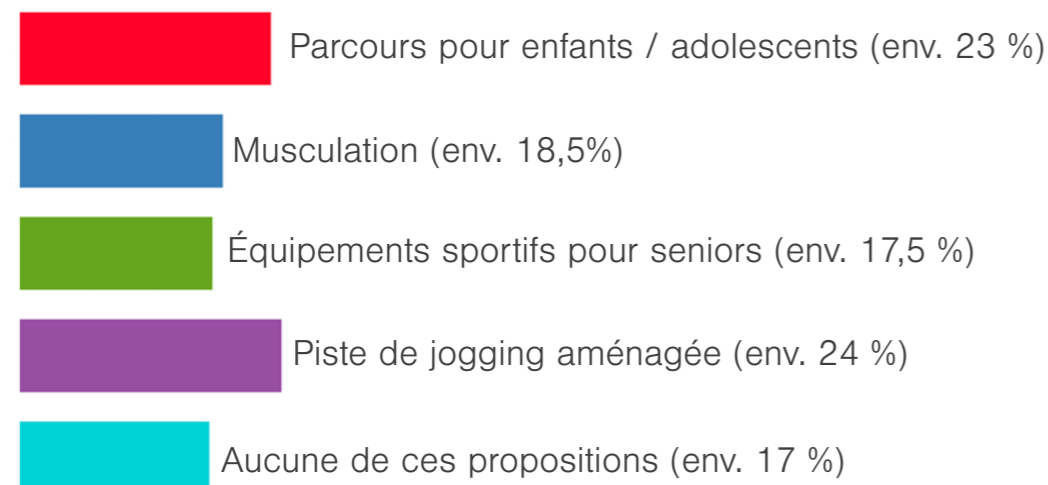 Parcours pour enfants / adolescents (env. 23 %)
Musculation (env. 18,5%)
Équipements sportifs pour seniors (env. 17,5 %)
Piste de jogging aménagée (env. 24 %)
Aucune de ces propositions (env. 17 %)